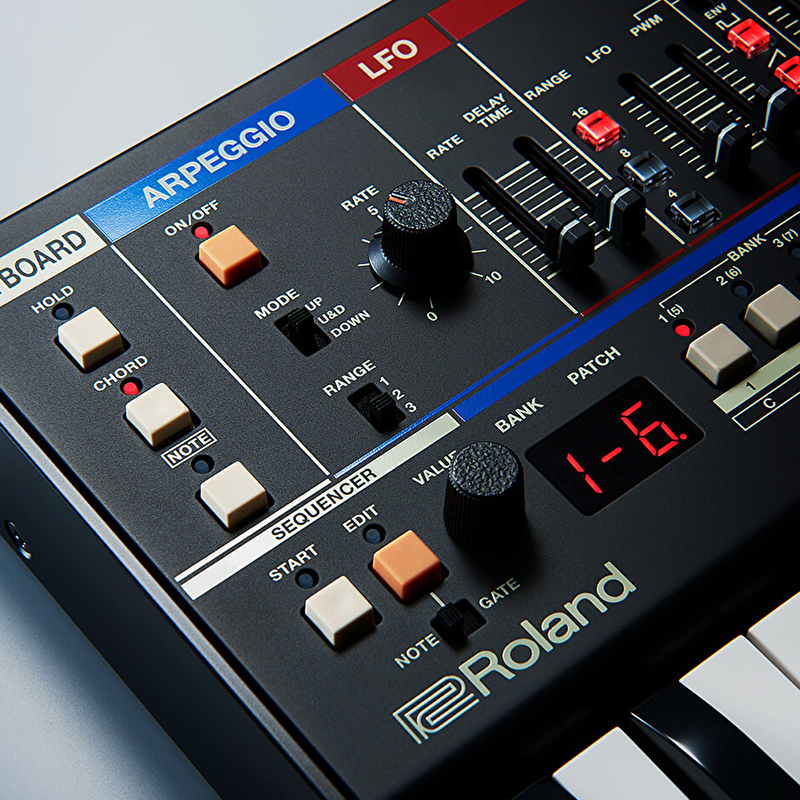 BOARD
HOLD
CHORD
NOTE
ARPEGGIO
ON/OFF
MODE
UP
U&D
DOWN
RANGE
1
2
3
RATE
5
0
10
LFO
RATE
DELAY
TIME
RANGE
LFO
PWM
ENV
16
8
4
SEQUENCER
START
EDIT
VALUE
NOTE
GATE
BANK
PATCH
1-6.
BANK
1 (5)
2 (6)
3 (7)
1
C
Roland